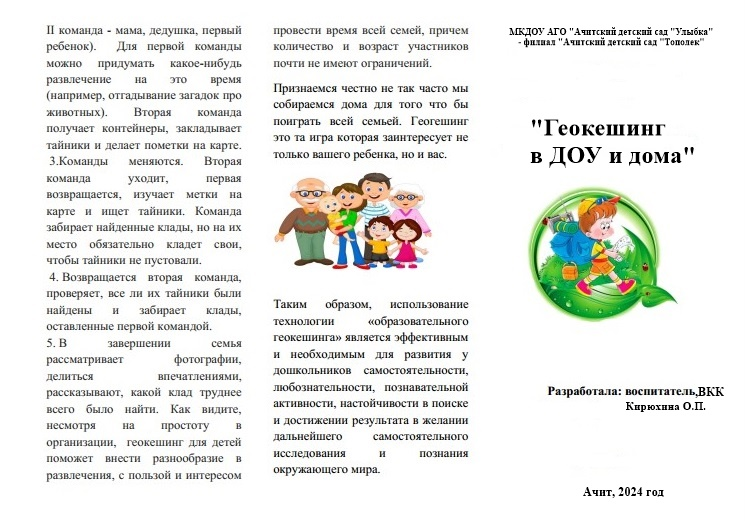 II команда - мама, дедушка, первый
ребенок). Для первой команды
можно придумать какое-нибудь
развлечение на это время
(например, отгадывание загадок про
животных). Вторая команда
получает контейнеры, закладывает
тайники и делает пометки на карте.
3.Команды меняются. Вторая
команда уходит, первая
возвращается, изучает метки на
карте и ищет тайники. Команда
забирает найденные клады, но на их
место обязательно кладет свои,
чтобы тайники не пустовали.
4. Возвращается вторая команда,
проверяет, все ли их тайники были
найдены и забирает клады,
оставленные первой командой.
5. В завершении семья
рассматривает фотографии,
делиться впечатлениями,
рассказывают, какой клад труднее
всего было найти. Как видите,
несмотря на простоту в
организации, геокешинг для детей
поможет внести разнообразие в
развлечения, с пользой и интересом
провести время всей семьей, причем
количество и возраст участников
почти не имеют ограничений.
Признаемся честно не так часто мы
собираемся дома для того что бы
поиграть всей семьей. Геогешинг
это та игра которая заинтересует не
только вашего ребенка, но и вас.
Таким образом, использование
технологии «образовательного
геокешинга» является эффективным
и необходимым для развития у
дошкольников самостоятельности,
любознательности, познавательной
активности, настойчивости в поиске
и достижении результата в желании
дальнейшего самостоятельного
исследования и познания
окружающего мира.
МКДОУ АГО "Ачитский детский сад "Улыбка"
- филиал "Ачитский детский сад "Тополек"
"Геокешинг
в ДОУ и дома"
Разработала: воспитатель,ВКК
Кирюхина О.П.
Ачит, 2024 год